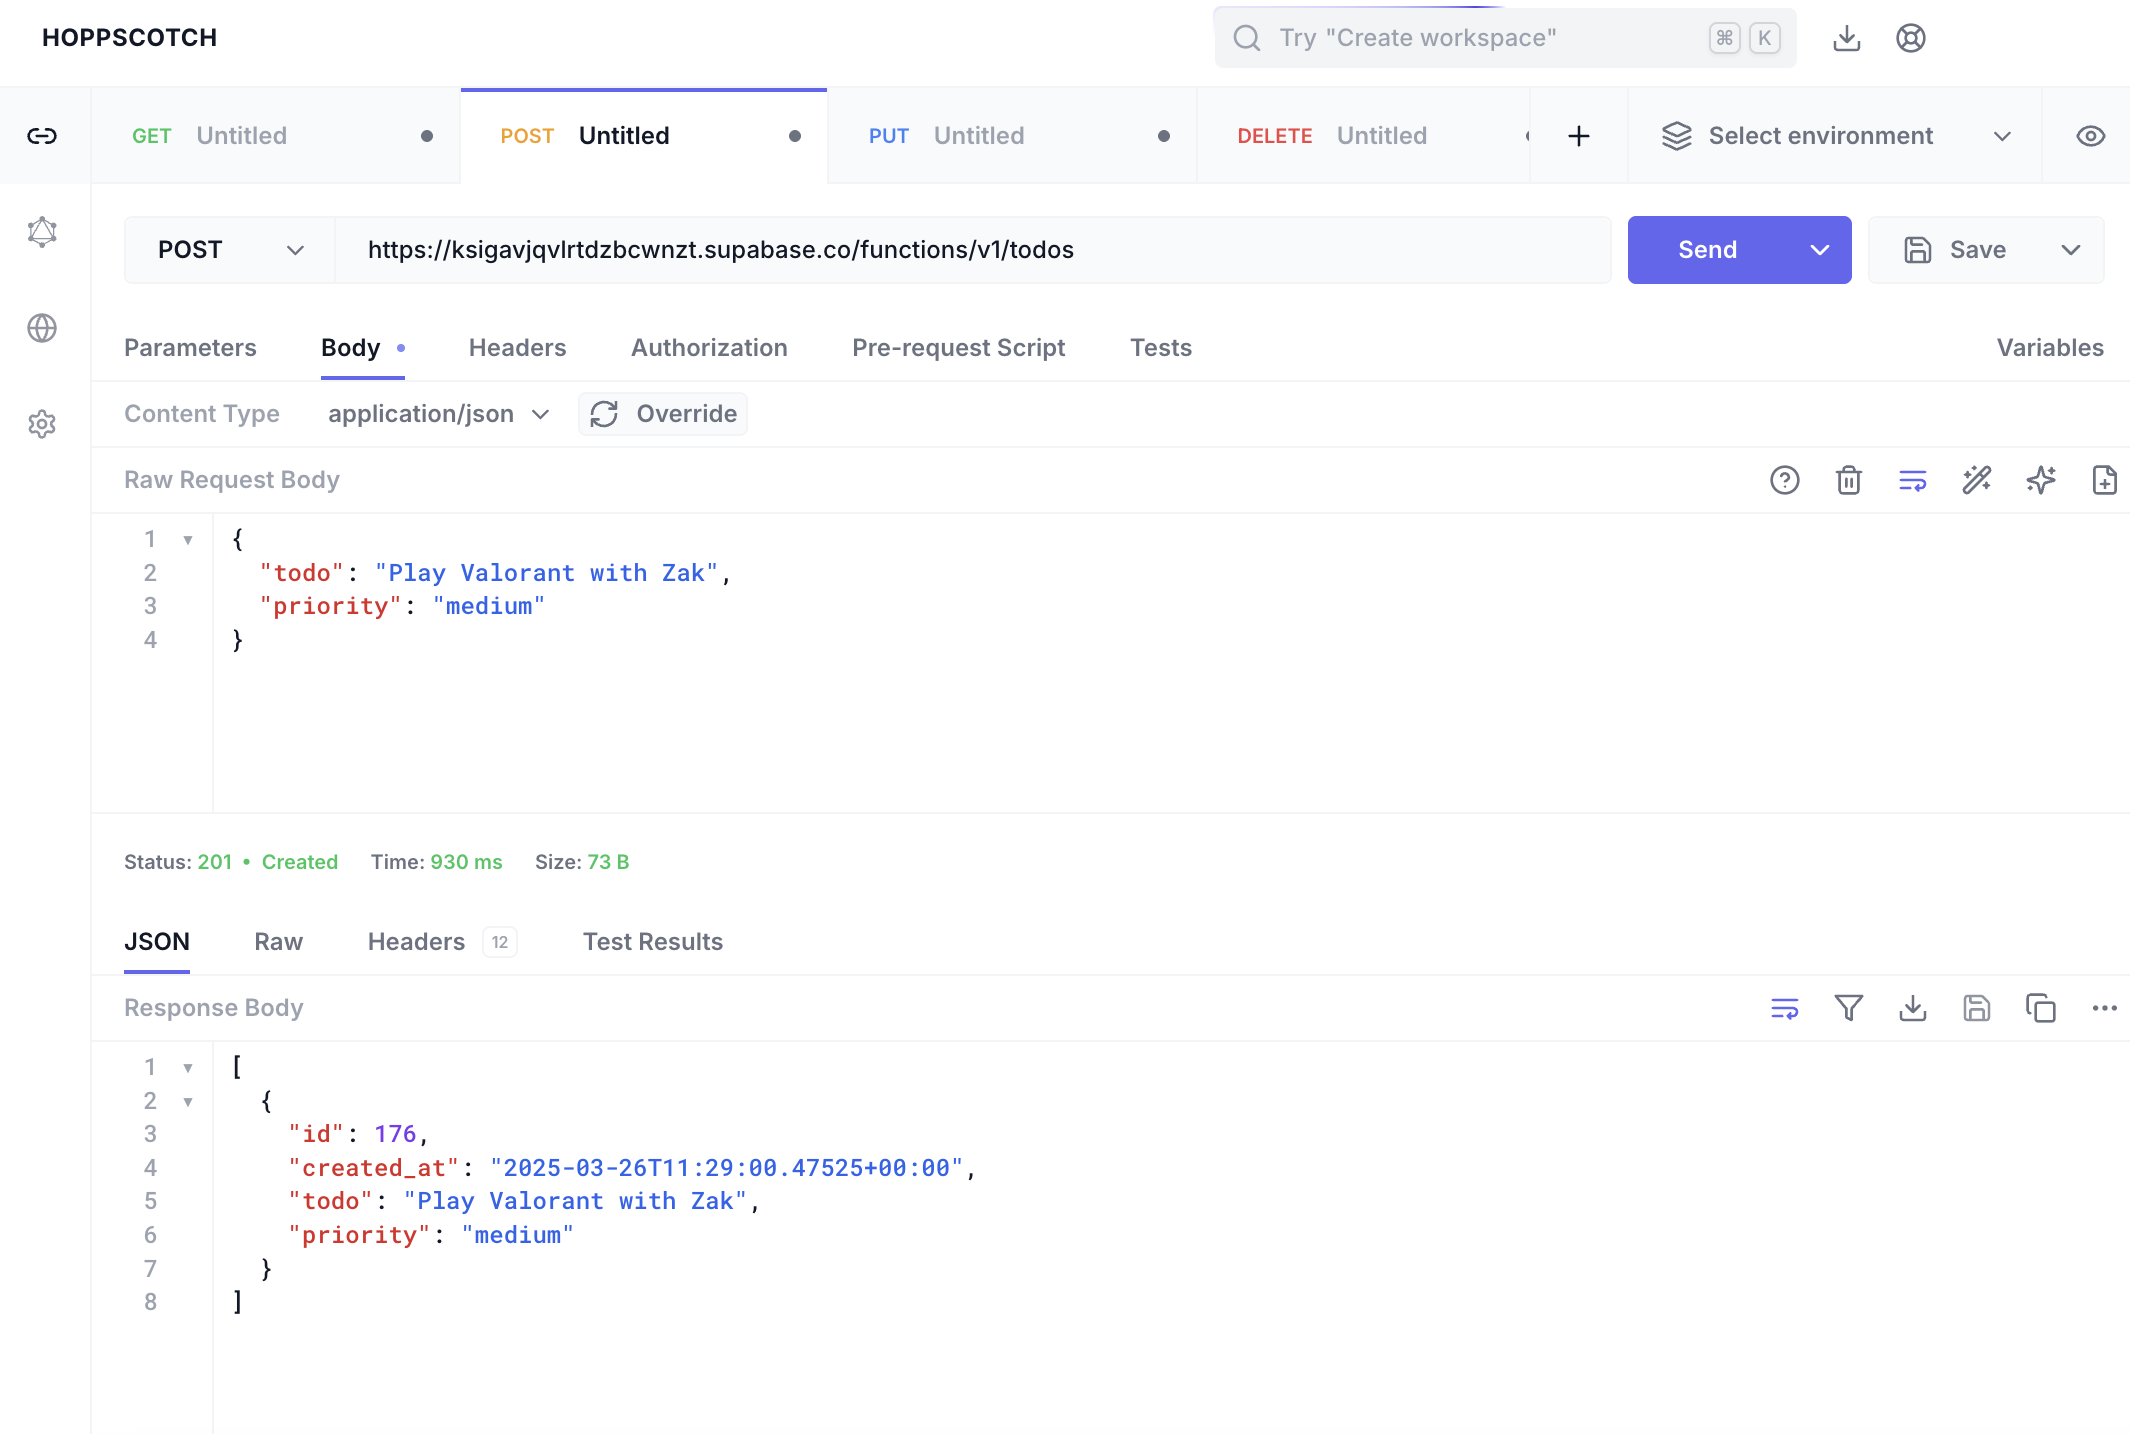 HOPPSCOTCH
Try "Create workspace"
⌘ K
GET Untitled
POST Untitled
PUT Untitled
DELETE Untitled
Select environment
POST
https://ksigavjqvlrtdzbcwnzt.supabase.co/functions/v1/todos
Send
Save
Parameters
Body
Headers
Authorization
Pre-request Script
Tests
Variables
Content Type
application/json
Override
Raw Request Body
1 {
2 "todo": "Play Valorant with Zak",
3 "priority": "medium"
4 }
Status: 201 • Created Time: 930 ms Size: 73 B
JSON
Raw
Headers 12
Test Results
Response Body
1 [
2 {
3 "id": 176,
4 "created_at": "2025-03-26T11:29:00.47525+00:00",
5 "todo": "Play Valorant with Zak",
6 "priority": "medium"
7 }
8 ]